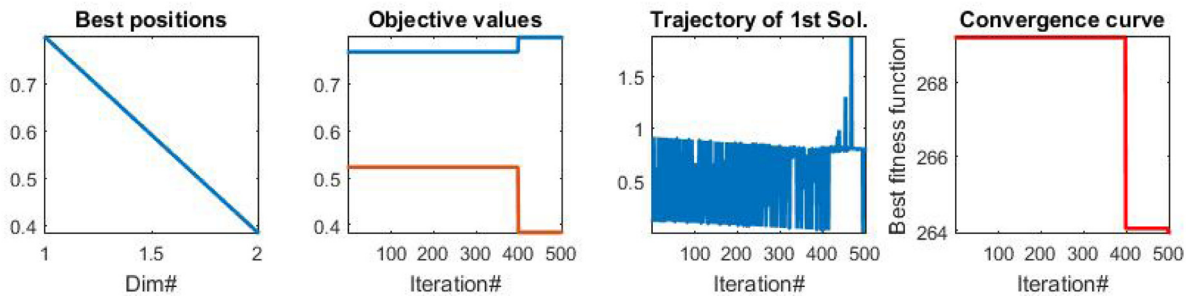 Best positions
0.7
0.6
0.5
0.4
1
1.5
2
Dim#
Objective values
0.7
0.6
0.5
0.4
100 200 300 400 500
Iteration#
Trajectory of 1st Sol.
1.5
1
0.5
100 200 300 400 500
Iteration#
Convergence curve
Best fitness function
268
266
264
100 200 300 400 500
Iteration#